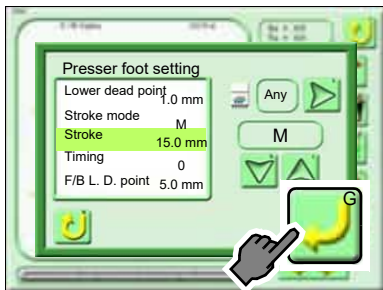 Presser foot setting
Lower dead point 1.0 mm
Stroke mode M
Stroke 15.0 mm
Timing 0
F/B L. D. point 5.0 mm
Any
M
G